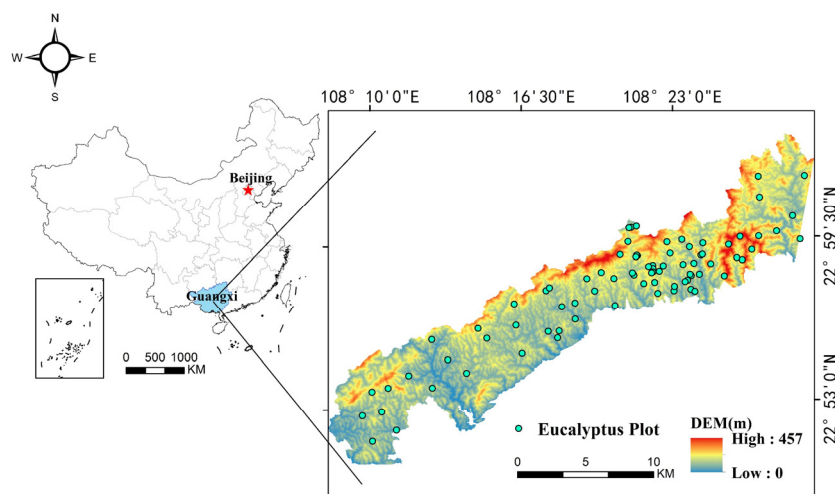 N
W E
S
108° 10′0″E 108° 16′30″E 108° 23′0″E
Beijing
22° 59′30″N
Guangxi
0 500 1000
KM
22° 53′0″N
Eucalyptus Plot
DEM(m)
High : 457
Low : 0
0 5 10
KM